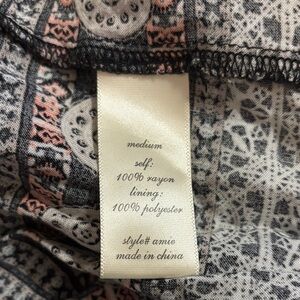 medium
self:
100% rayon
lining:
100% polyester
style# amie
made in china